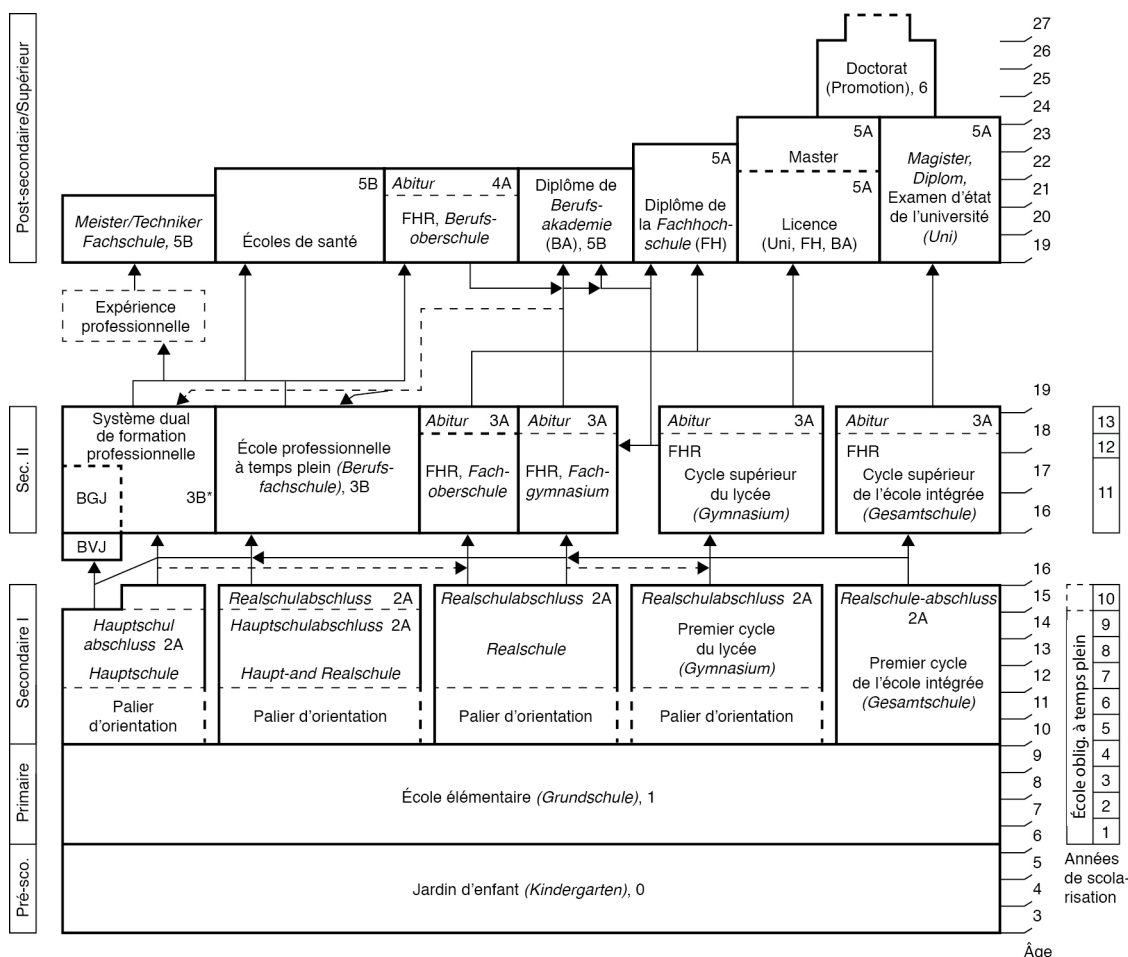 Post-secondaire/Supérieur
Doctorat
(Promotion), 6
5A
Master
5A
Licence
(Uni, FH, BA)
5A
Magister,
Diplom,
Examen d'état
de l'université
(Uni)
5A
Diplôme de
la Fachhoch-
schule (FH)
Diplôme de
Berufs-
akademie
(BA), 5B
Abitur 4A
FHR, Berufs-
oberschule
5B
Écoles de santé
Meister/Techniker
Fachschule, 5B
27
26
25
24
23
22
21
20
19
Expérience
professionnelle
Sec. II
Système dual
de formation
professionnelle
BGJ
3B*
BVJ
École professionnelle
à temps plein (Berufs-
fachschule), 3B
Abitur 3A
FHR, Fach-
oberschule
Abitur 3A
FHR, Fach-
gymnasium
Abitur 3A
FHR
Cycle supérieur
du lycée
(Gymnasium)
Abitur 3A
FHR
Cycle supérieur
de l'école intégrée
(Gesamtschule)
19
18
17
16
13
12
11
Secondaire I
Hauptschul
abschluss 2A
Hauptschule
Palier
d'orientation
Realschulabschluss 2A
Hauptschulabschluss 2A
Haupt-and Realschule
Palier d'orientation
Realschulabschluss 2A
Realschule
Palier d'orientation
Realschulabschluss 2A
Premier cycle
du lycée
(Gymnasium)
Palier d'orientation
Realschule-abschluss
2A
Premier cycle
de l'école intégrée
(Gesamtschule)
16
15
14
13
12
11
10
Primaire
École élémentaire (Grundschule), 1
9
8
7
6
Pré-sco.
Jardin d'enfant (Kindergarten), 0
5
4
3
Âge
École oblig. à temps plein
10
9
8
7
6
5
4
3
2
1
Années
de scola-
risation